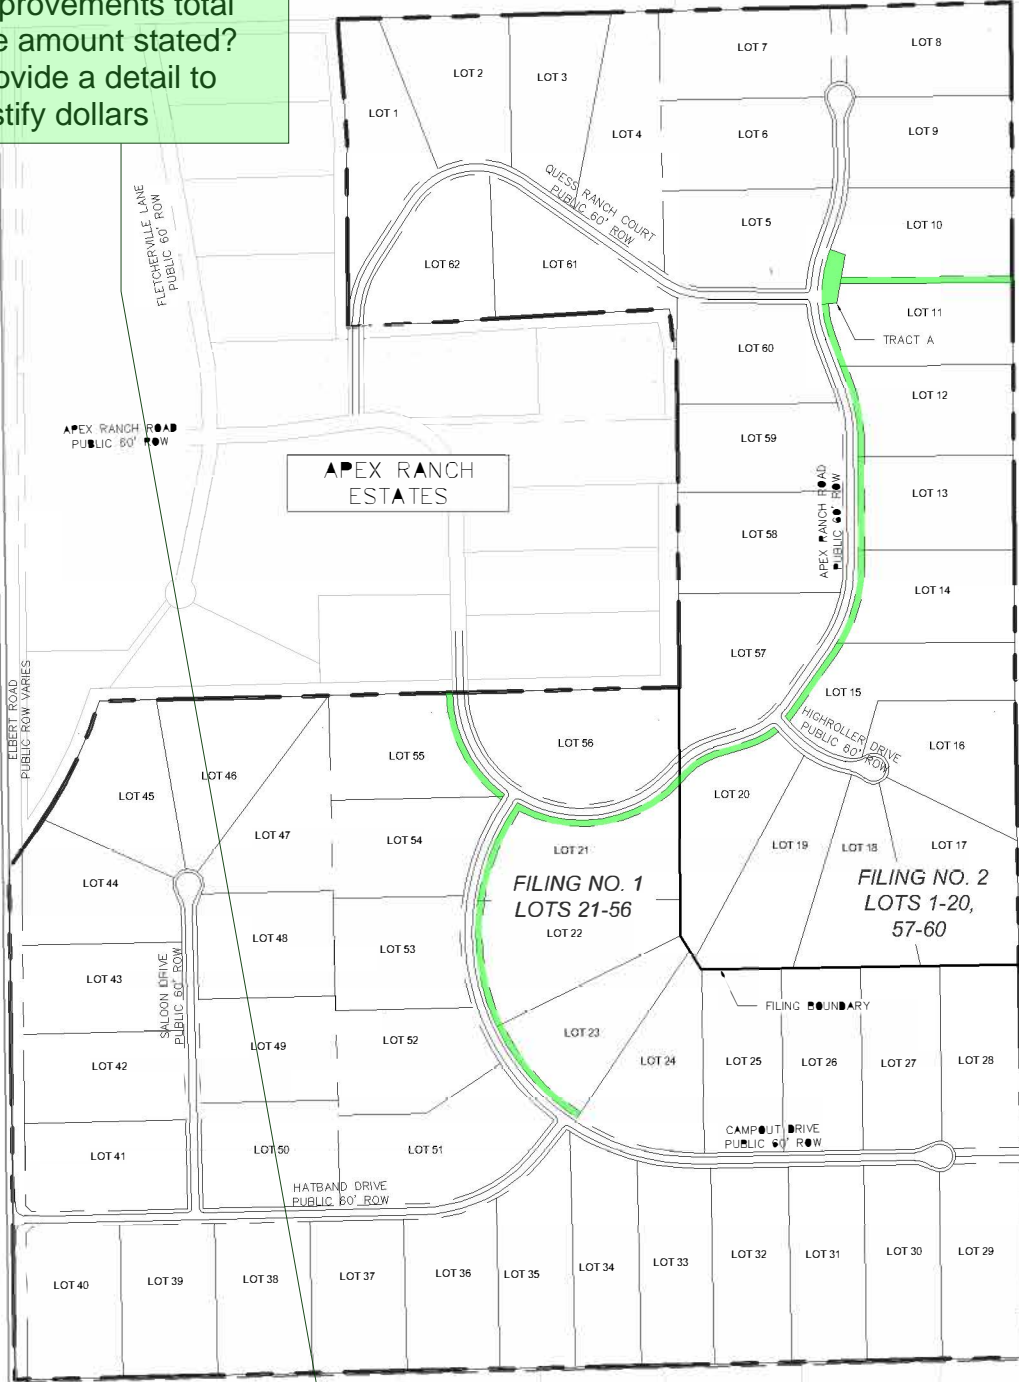 provements total
e amount stated?
ovide a detail to
stify dollars
LOT 1
LOT 2
LOT 3
LOT 4
LOT 7
LOT 8
LOT 6
LOT 9
LOT 5
LOT 10
QUESS RANCH COURT
PUBLIC 60' ROW
FLETCHERVILLE LANE
PUBLIC 60' ROW
LOT 62
LOT 61
LOT 11
TRACT A
LOT 60
LOT 12
LOT 59
LOT 13
APEX RANCH ROAD
PUBLIC 60' ROW
APEX RANCH
ESTATES
APEX RANCH ROAD
PUBLIC 60' ROW
LOT 58
LOT 14
LOT 57
LOT 15
HIGHROLLER DRIVE
PUBLIC 60' ROW
LOT 16
ELBERT ROAD
PUBLIC ROW VARIES
LOT 55
LOT 56
LOT 46
LOT 45
LOT 20
LOT 47
LOT 54
LOT 21
LOT 19
LOT 18
LOT 17
LOT 44
FILING NO. 1
LOTS 21-56
FILING NO. 2
LOTS 1-20,
57-60
LOT 22
LOT 48
LOT 53
LOT 43
SALOON DRIVE
PUBLIC 60' ROW
FILING BOUNDARY
LOT 23
LOT 24
LOT 52
LOT 49
LOT 42
LOT 25
LOT 26
LOT 27
LOT 28
CAMPOUT DRIVE
PUBLIC 60' ROW
LOT 41
LOT 50
LOT 51
HATBAND DRIVE
PUBLIC 60' ROW
LOT 40
LOT 39
LOT 38
LOT 37
LOT 36
LOT 35
LOT 34
LOT 33
LOT 32
LOT 31
LOT 30
LOT 29